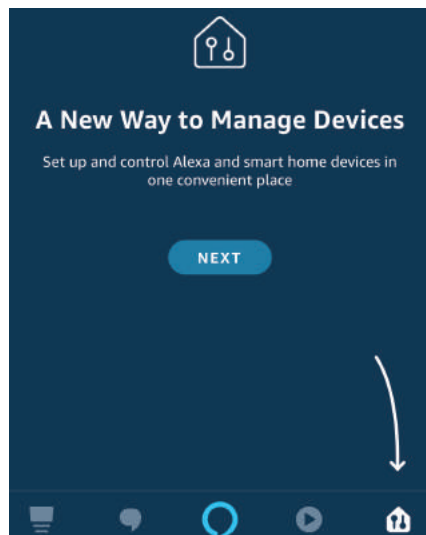 A New Way to Manage Devices
Set up and control Alexa and smart home devices in
one convenient place
NEXT